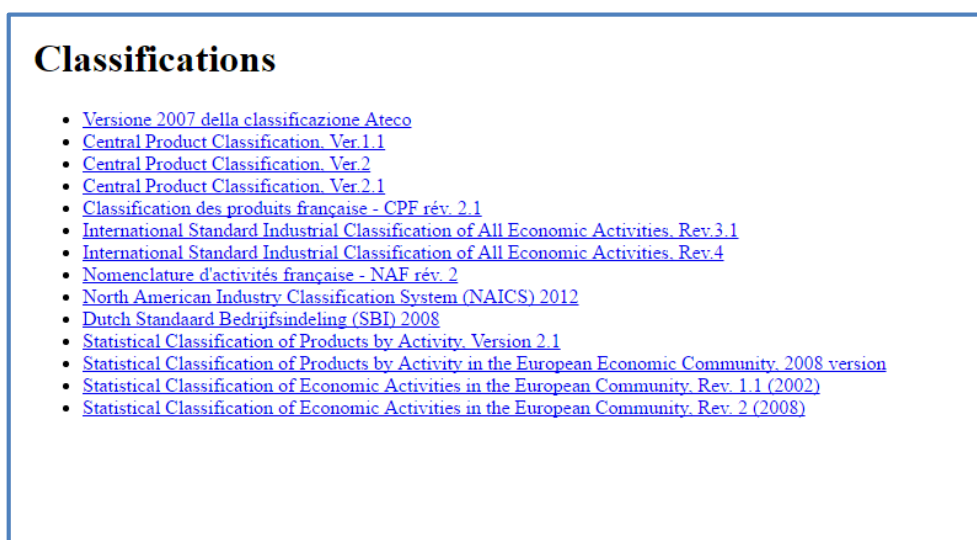 Classifications
Versione 2007 della classificazione Ateco
Central Product Classification, Ver.1.1
Central Product Classification, Ver.2
Central Product Classification, Ver.2.1
Classification des produits française - CPF rév. 2.1
International Standard Industrial Classification of All Economic Activities, Rev.3.1
International Standard Industrial Classification of All Economic Activities, Rev.4
Nomenclature d'activités française - NAF rév. 2
North American Industry Classification System (NAICS) 2012
Dutch Standaard Bedrijfsindeling (SBI) 2008
Statistical Classification of Products by Activity, Version 2.1
Statistical Classification of Products by Activity in the European Economic Community, 2008 version
Statistical Classification of Economic Activities in the European Community, Rev. 1.1 (2002)
Statistical Classification of Economic Activities in the European Community, Rev. 2 (2008)